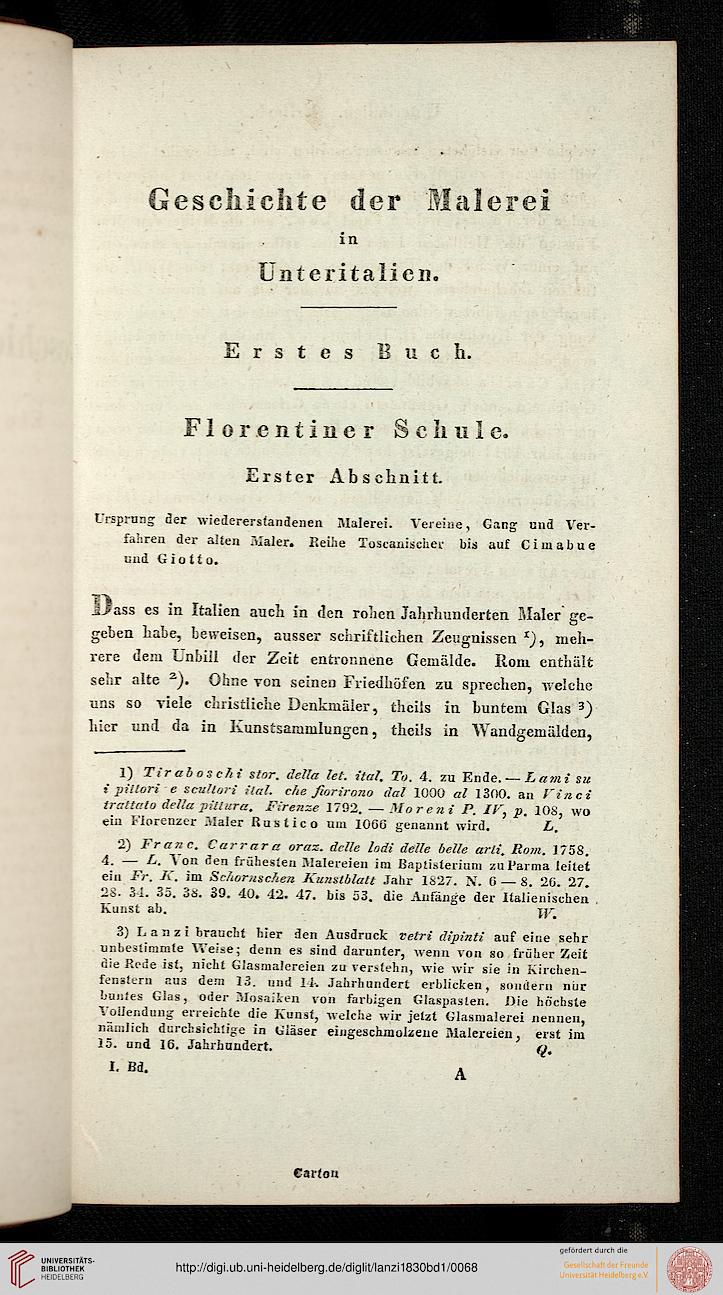 Geschichte der Malerei
in
Unteritalien.
Erstes Buch.
Florentiner Schule.
Erster Abschnitt.
Ursprung der wiedererstandenen Malerei. Vereine, Gang und Ver-
fahren der alten Maler. Reihe Toscanischer bis auf Cimabue
und Giotto.
Dass es in Italien auch in den rohen Jahrhunderten Maler ge-
geben habe, beweisen, ausser schriftlichen Zeugnissen 1), meh-
rere dem Unbill der Zeit entronnene Gemälde. Rom enthält
sehr alte 2). Ohne von seinen Friedhöfen zu sprechen, welche
uns so viele christliche Denkmäler, theils in buntem Glas 3)
hier und da in Kunstsammlungen, theils in Wandgemälden,
1) Tiraboschi stor. della let. ital. To. 4. zu Ende. — Lami su
i pittori e scultori ital. che fiorirono dal 1000 al 1300. an Vinci
trattato della pittura. Firenze 1792. — Moreni P. IV, p. 108, wo
ein Florenzer Maler Rustico um 1066 genannt wird. L.
2) Franc. Carrara oraz. delle lodi delle belle arti. Rom. 1758.
4. — L. Von den frühesten Malereien im Baptisterium zu Parma leitet
ein Fr. K. im Schornschen Kunstblatt Jahr 1827. N. 6 — 8. 26. 27.
28. 34. 35. 38. 39. 40. 42. 47. bis 53. die Anfänge der Italienischen
Kunst ab. W.
3) Lanzi braucht hier den Ausdruck vetri dipinti auf eine sehr
unbestimmte Weise; denn es sind darunter, wenn von so früher Zeit
die Rede ist, nicht Glasmalereien zu verstehn, wie wir sie in Kirchen-
fenstern aus dem 13. und 14. Jahrhundert erblicken, sondern nur
buntes Glas, oder Mosaiken von farbigen Glaspasten. Die höchste
Vollendung erreichte die Kunst, welche wir jetzt Glasmalerei nennen,
nämlich durchsichtige in Gläser eingeschmolzene Malereien, erst im
15. und 16. Jahrhundert. Q.
I. Bd. A
Carton
UNIVERSITÄTS-
BIBLIOTHEK
HEIDELBERG
http://digi.ub.uni-heidelberg.de/diglit/lanzi1830bd1/0068
gefördert durch die
Gesellschaft der Freunde
Universität Heidelberg e.V.